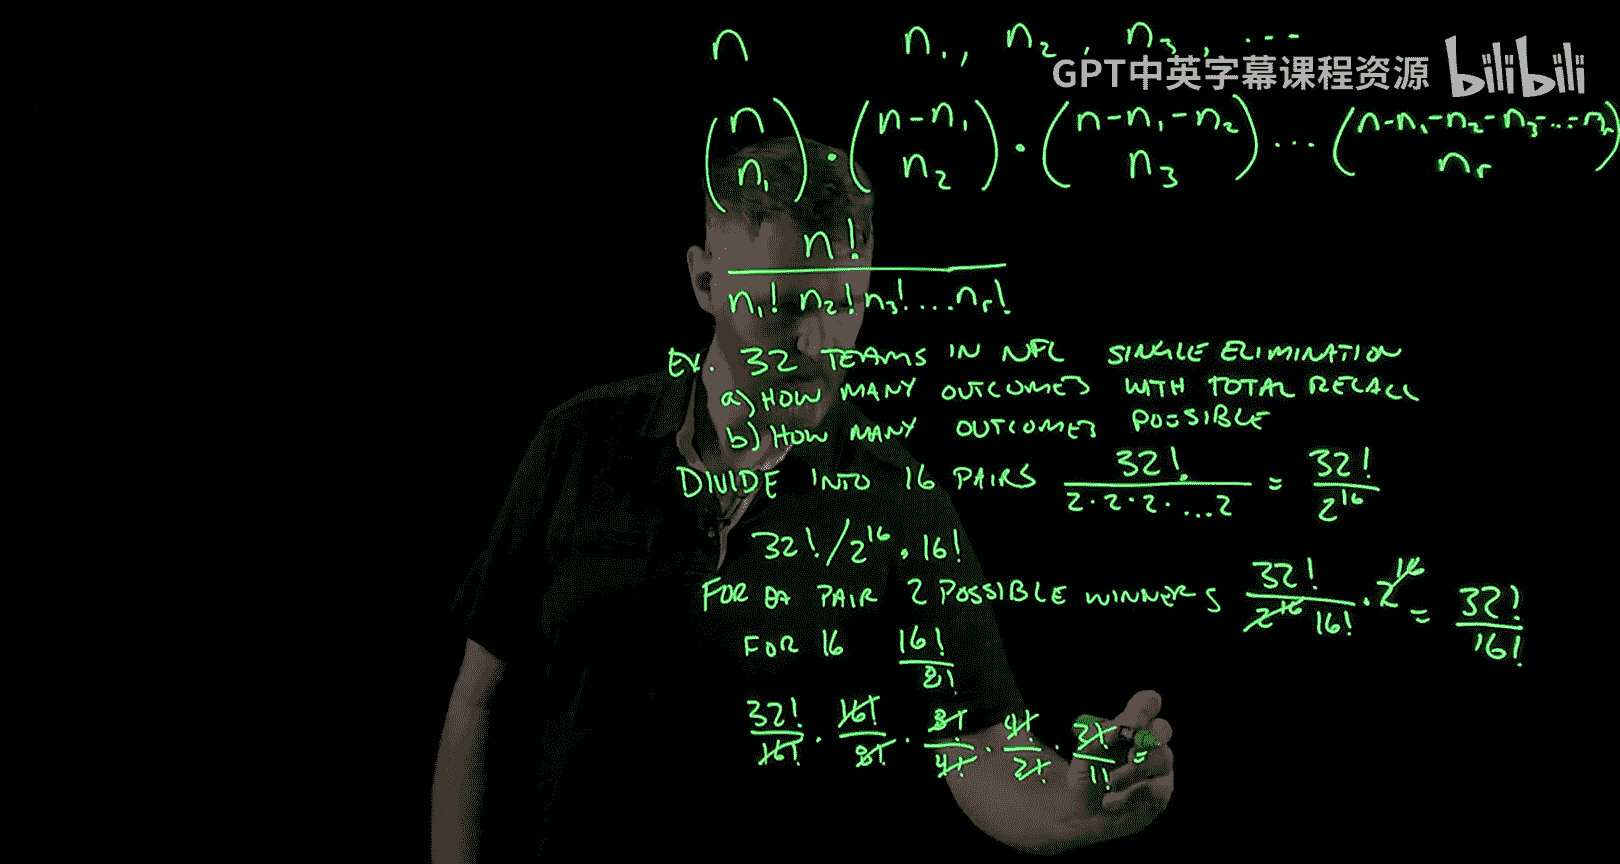 n n₁, n₂, n₃, ...
GPT中英字幕课程资源 bilibili
(n n₁) · (n-n₁ n₂) · (n-n₁-n₂ n₃) ... (n-n₁-n₂-n₃-...-nᵣ nᵣ)
n!
n₁! n₂! n₃! ... nᵣ!
EX. 32 TEAMS IN NFL SINGLE ELIMINATION
a) HOW MANY OUTCOMES WITH TOTAL RECALL
b) HOW MANY OUTCOMES POSSIBLE
DIVIDE INTO 16 PAIRS 32!/2·2·2·...2 = 32!/2¹⁶
32!/2¹⁶ · 16!
FOR PAIR 2 POSSIBLE WINNERS 32!/2¹⁶ 16! · 2¹⁶ = 32!/16!
FOR 16 16!/8!
32!/16! · 16!/8! · 8!/4! · 4!/2! · 2!/1! =